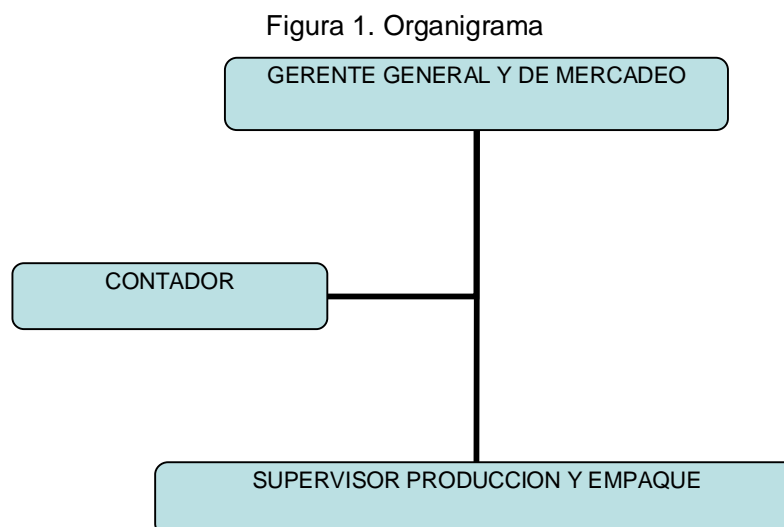 Figura 1. Organigrama
GERENTE GENERAL Y DE MERCADEO
CONTADOR
SUPERVISOR PRODUCCION Y EMPAQUE